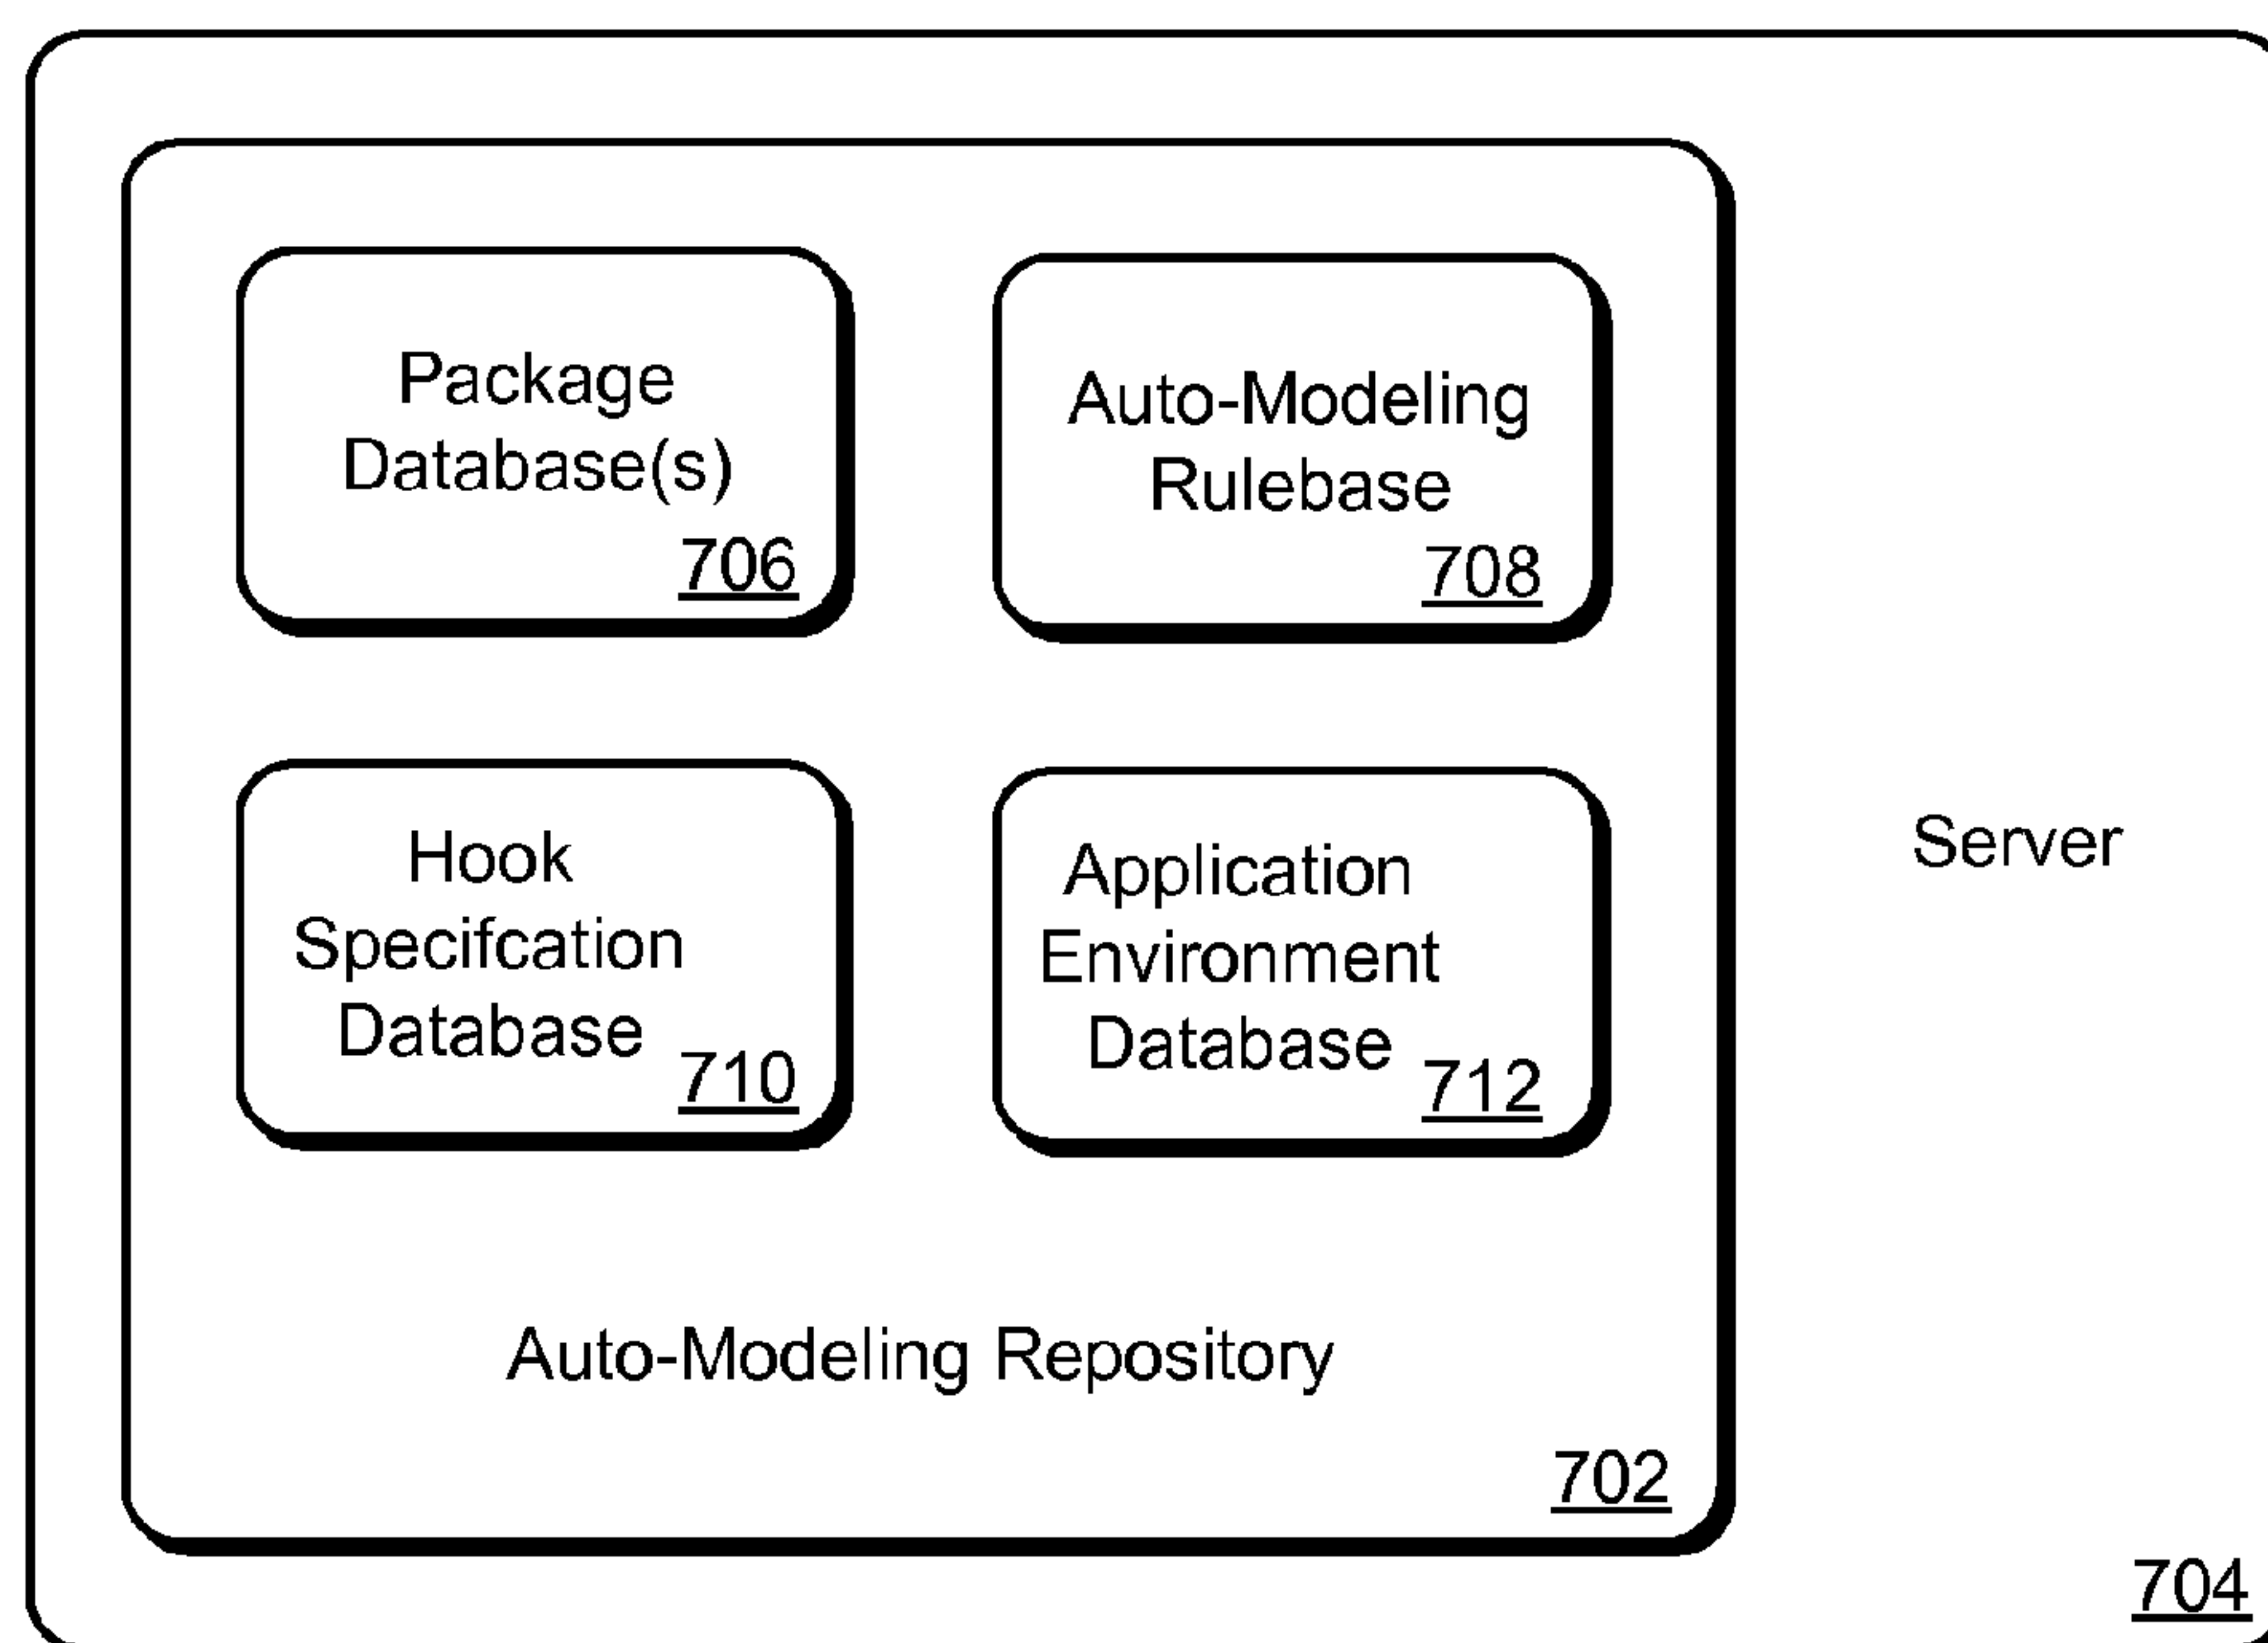 Package
Database(s)
706
Auto-Modeling
Rulebase
708
Hook
Specifcation
Database
710
Application
Environment
Database
712
Server
Auto-Modeling Repository
702
704